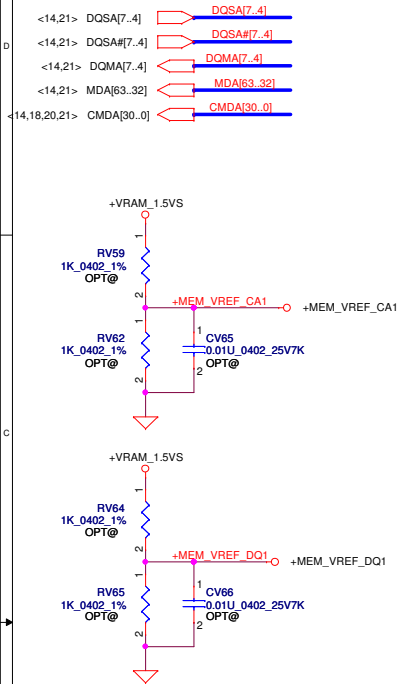 <14,21> DQSA[7..4] DQSA[7..4]
D <14,21> DQSA#[7..4] DQSA#[7..4]
<14,21> DQMA[7..4] DQMA[7..4]
<14,21> MDA[63..32] MDA[63..32]
<14,18,20,21> CMDA[30..0] CMDA[30..0]
+VRAM_1.5VS
1
RV59
1K_0402_1%
OPT@
2
+MEM_VREF_CA1 +MEM_VREF_CA1
1 1
RV62 CV65
1K_0402_1% 0.01U_0402_25V7K
OPT@ OPT@
2 2
C
+VRAM_1.5VS
1
RV64
1K_0402_1%
OPT@
2
+MEM_VREF_DQ1 +MEM_VREF_DQ1
1 1
RV65 CV66
1K_0402_1% 0.01U_0402_25V7K
OPT@ OPT@
2 2